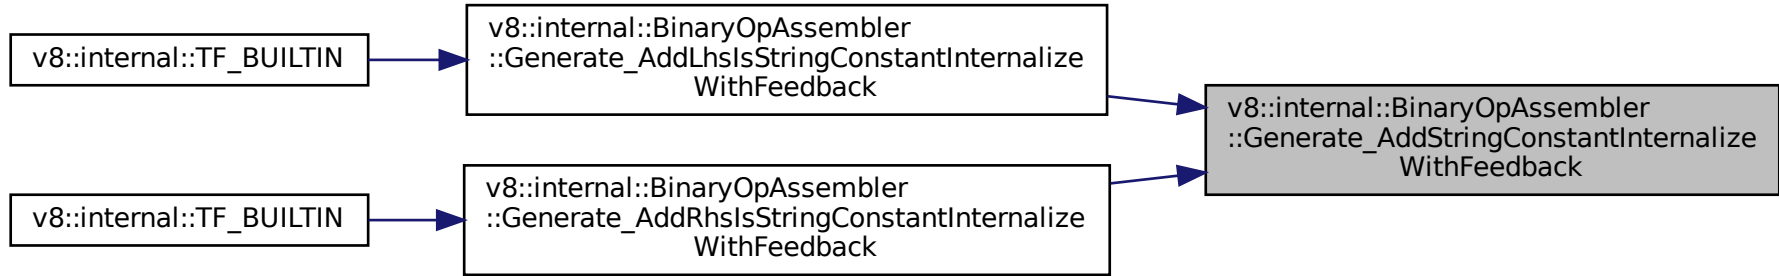 v8::internal::TF_BUILTIN
v8::internal::BinaryOpAssembler
::Generate_AddLhsIsStringConstantInternalize
WithFeedback
v8::internal::BinaryOpAssembler
::Generate_AddStringConstantInternalize
WithFeedback
v8::internal::TF_BUILTIN
v8::internal::BinaryOpAssembler
::Generate_AddRhsIsStringConstantInternalize
WithFeedback